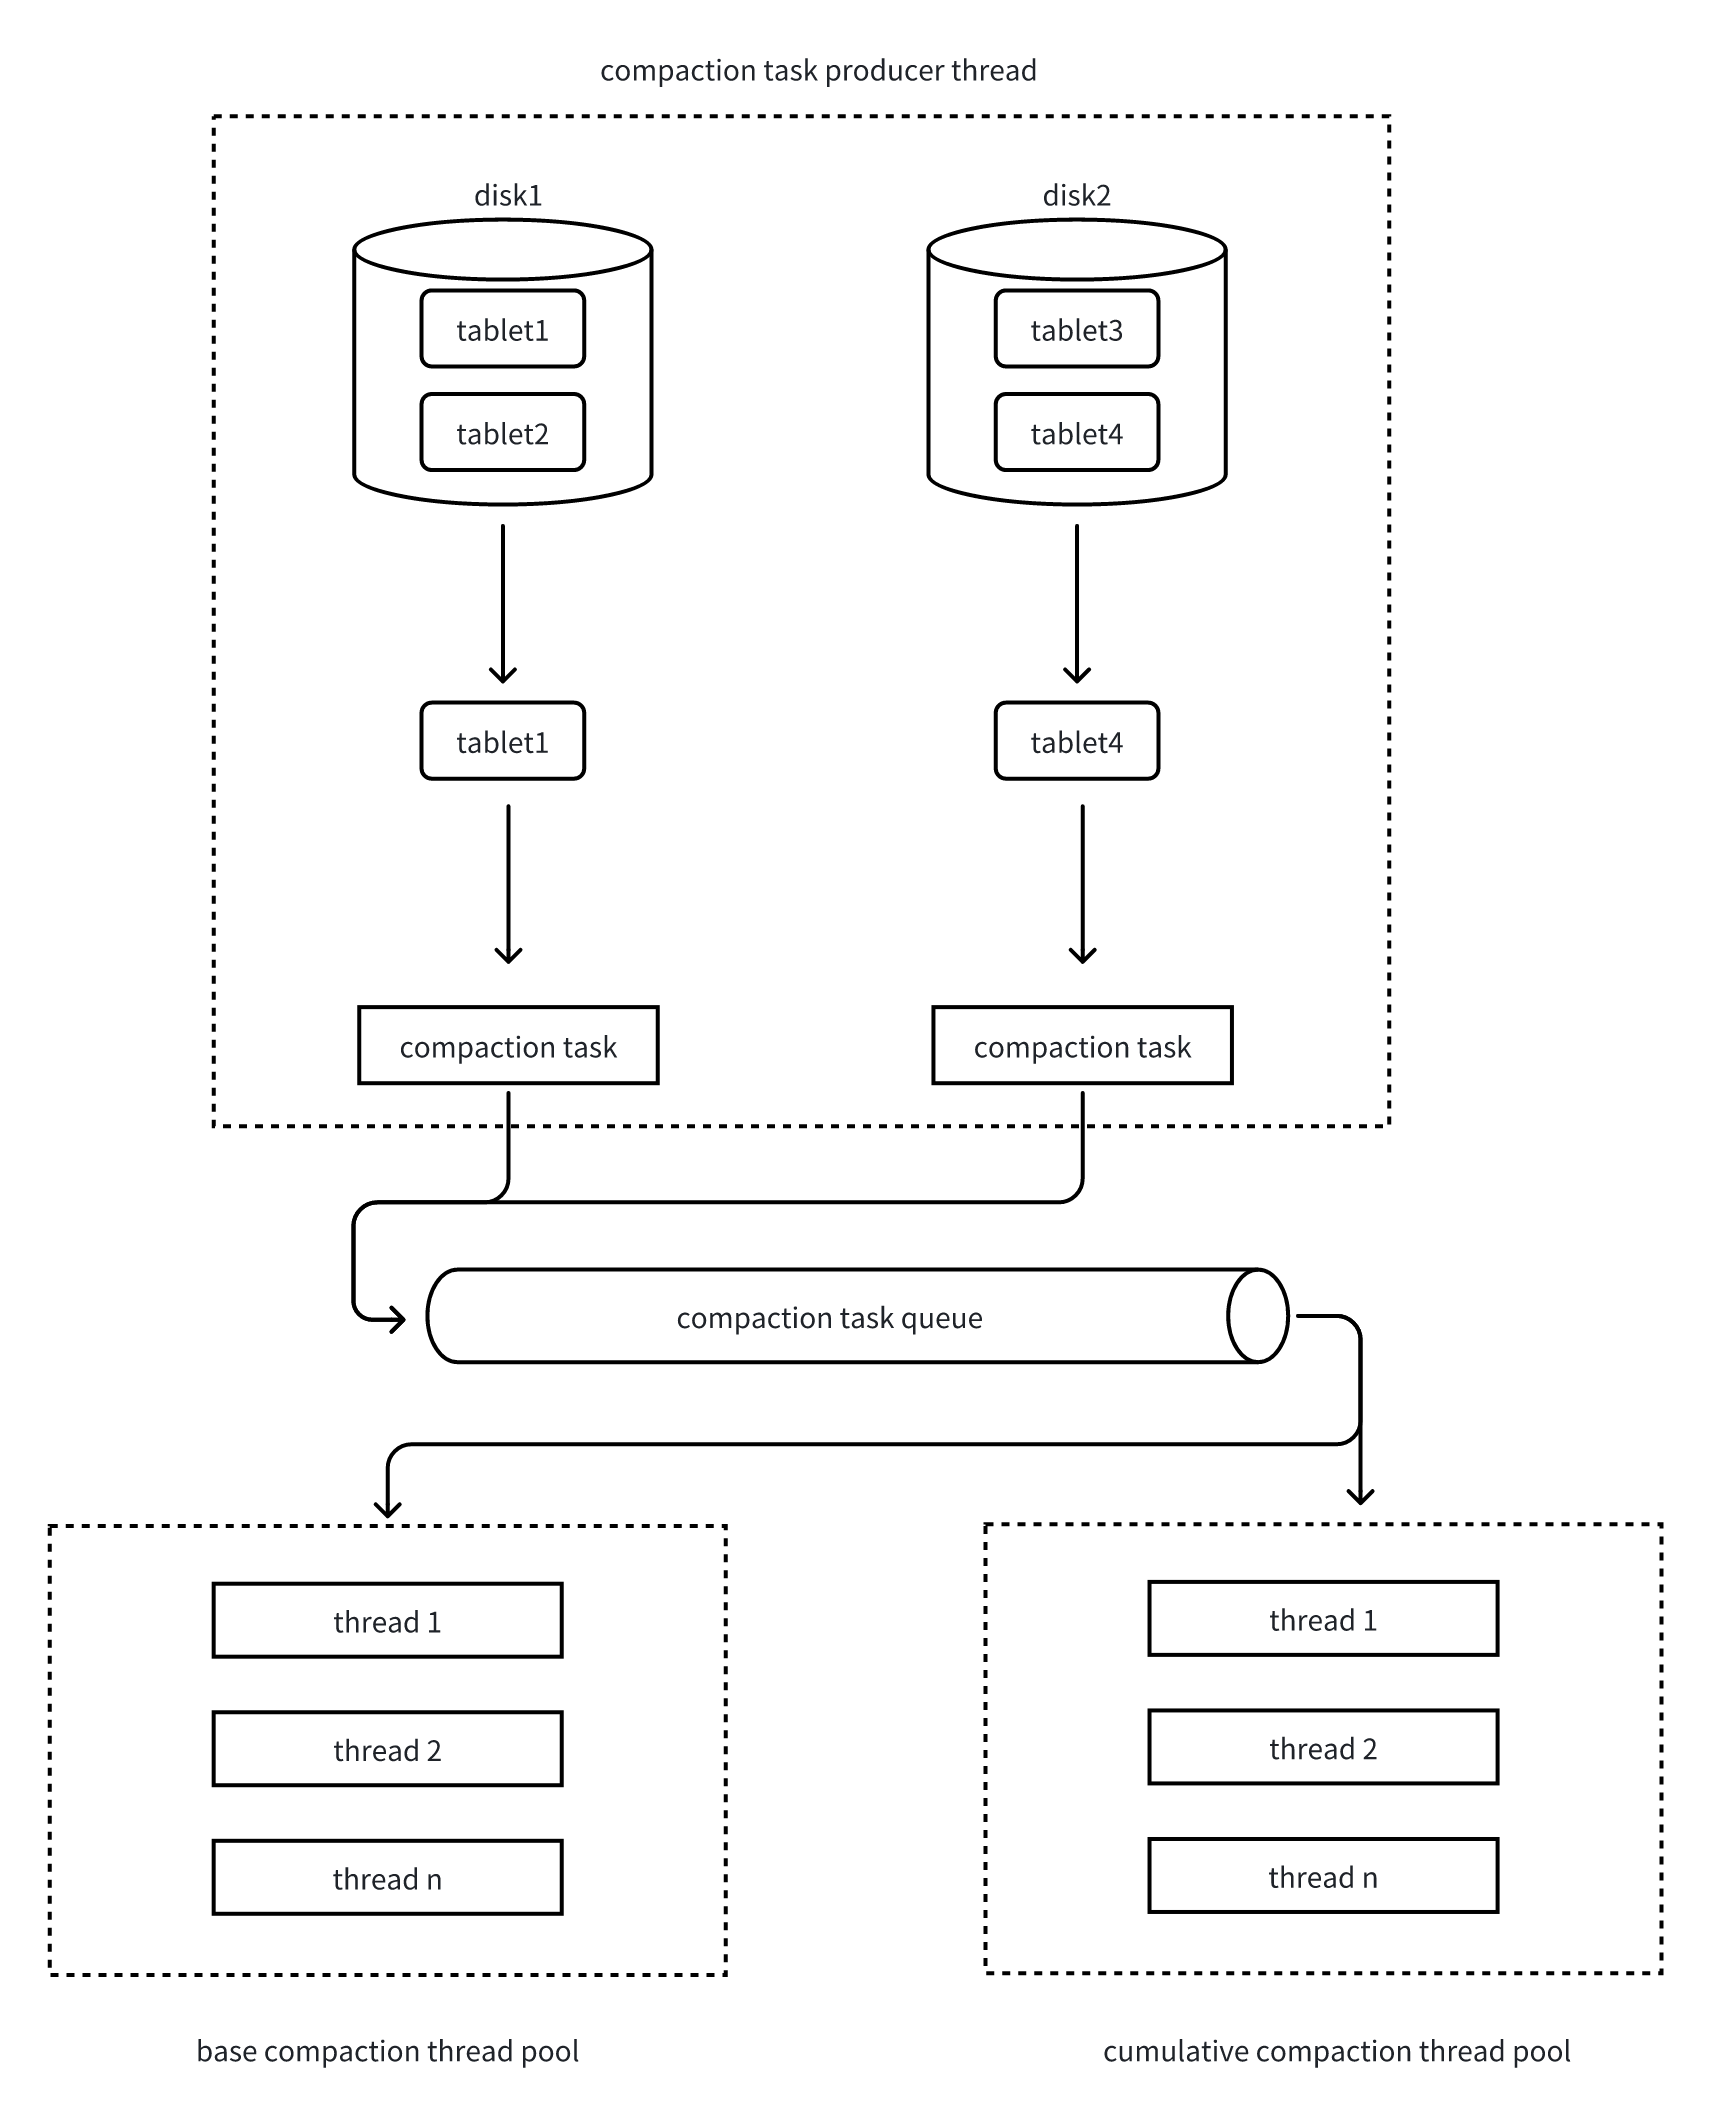 compaction task producer thread
disk1
disk2
tablet1
tablet3
tablet2
tablet4
tablet1
tablet4
compaction task
compaction task
compaction task queue
thread 1
thread 1
thread 2
thread 2
thread n
thread n
base compaction thread pool
cumulative compaction thread pool